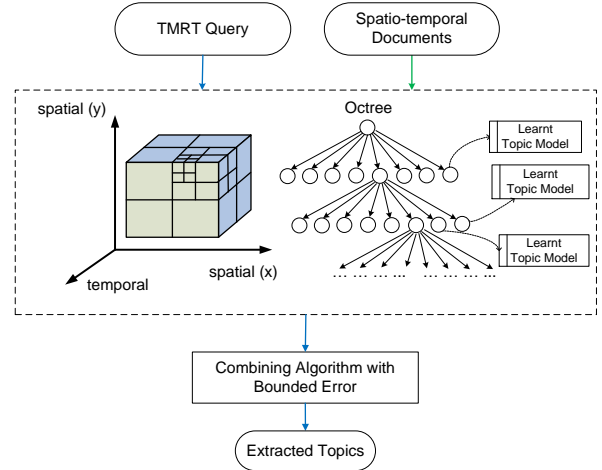 TMRT Query
Spatio-temporal
Documents
spatial (y)
Octree
Learnt
Topic Model
Learnt
Topic Model
Learnt
Topic Model
spatial (x)
temporal
... ... ... ... ... ... ... ...
Combining Algorithm with
Bounded Error
Extracted Topics